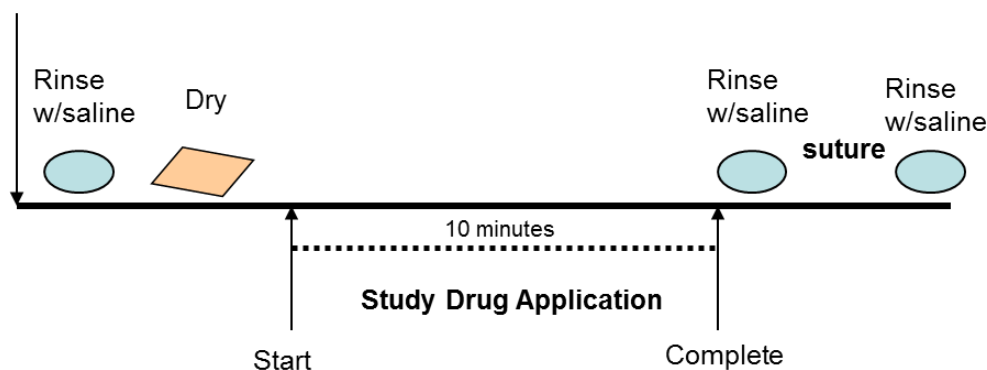 Rinse
w/saline
Dry
Rinse
w/saline
suture
Rinse
w/saline
10 minutes
Study Drug Application
Start
Complete